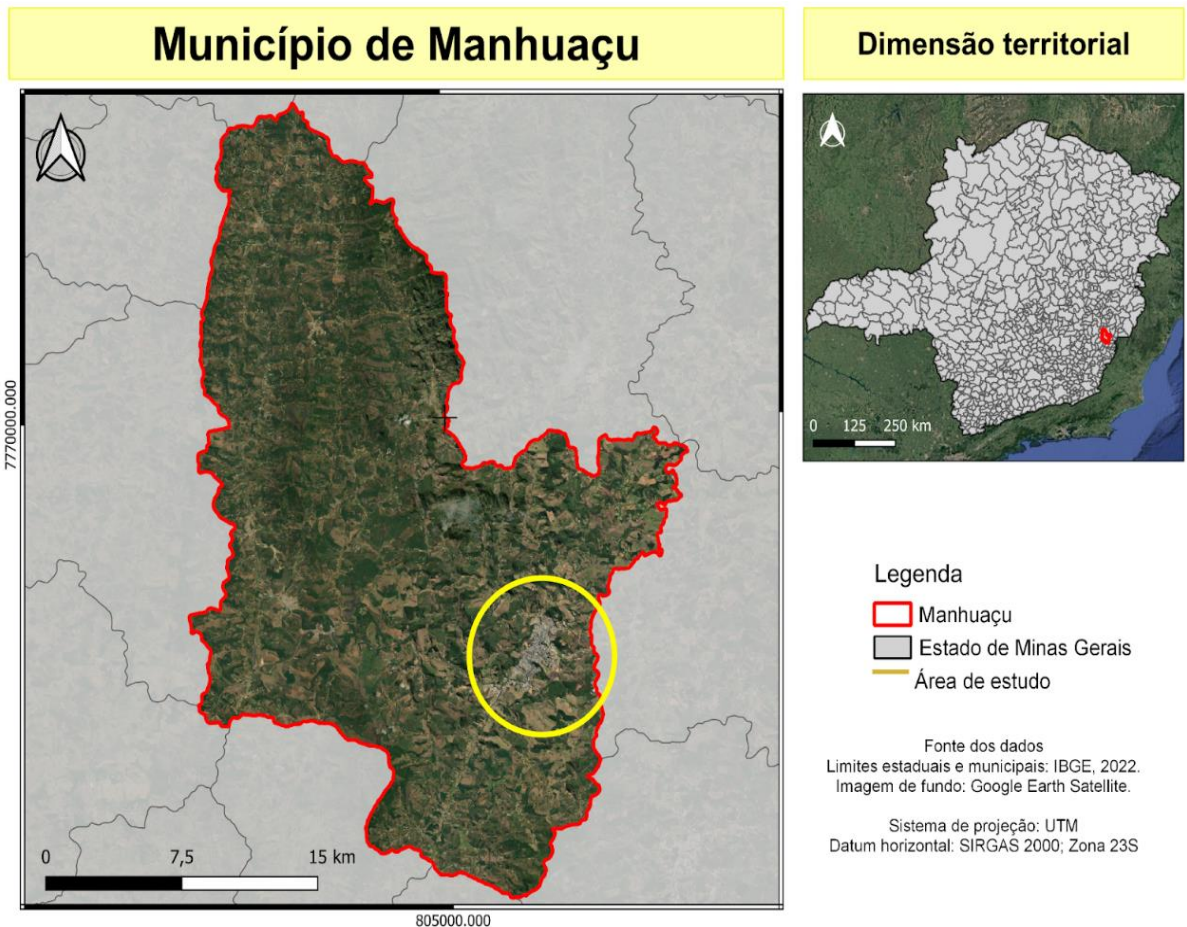 Município de Manhuaçu
Dimensão territorial
7770000.000
0 7,5 15 km
805000.000
0 125 250 km
Legenda
Manhuaçu
Estado de Minas Gerais
Área de estudo
Fonte dos dados
Limites estaduais e municipais: IBGE, 2022.
Imagem de fundo: Google Earth Satellite.
Sistema de projeção: UTM
Datum horizontal: SIRGAS 2000; Zona 23S